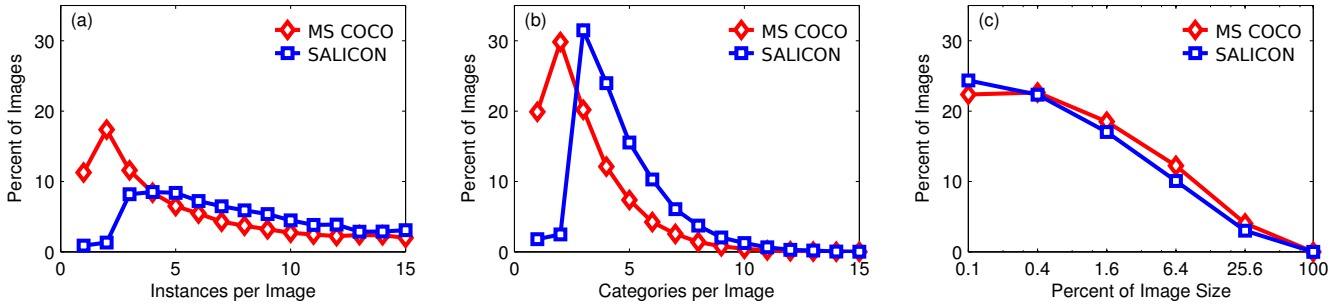 (a)
MS COCO
SALICON
Percent of Images
30
20
10
0
0 5 10 15
Instances per Image
(b)
MS COCO
SALICON
Percent of Images
30
20
10
0
0 5 10 15
Categories per Image
(c)
MS COCO
SALICON
Percent of Images
30
20
10
0
0.1 0.4 1.6 6.4 25.6 100
Percent of Image Size